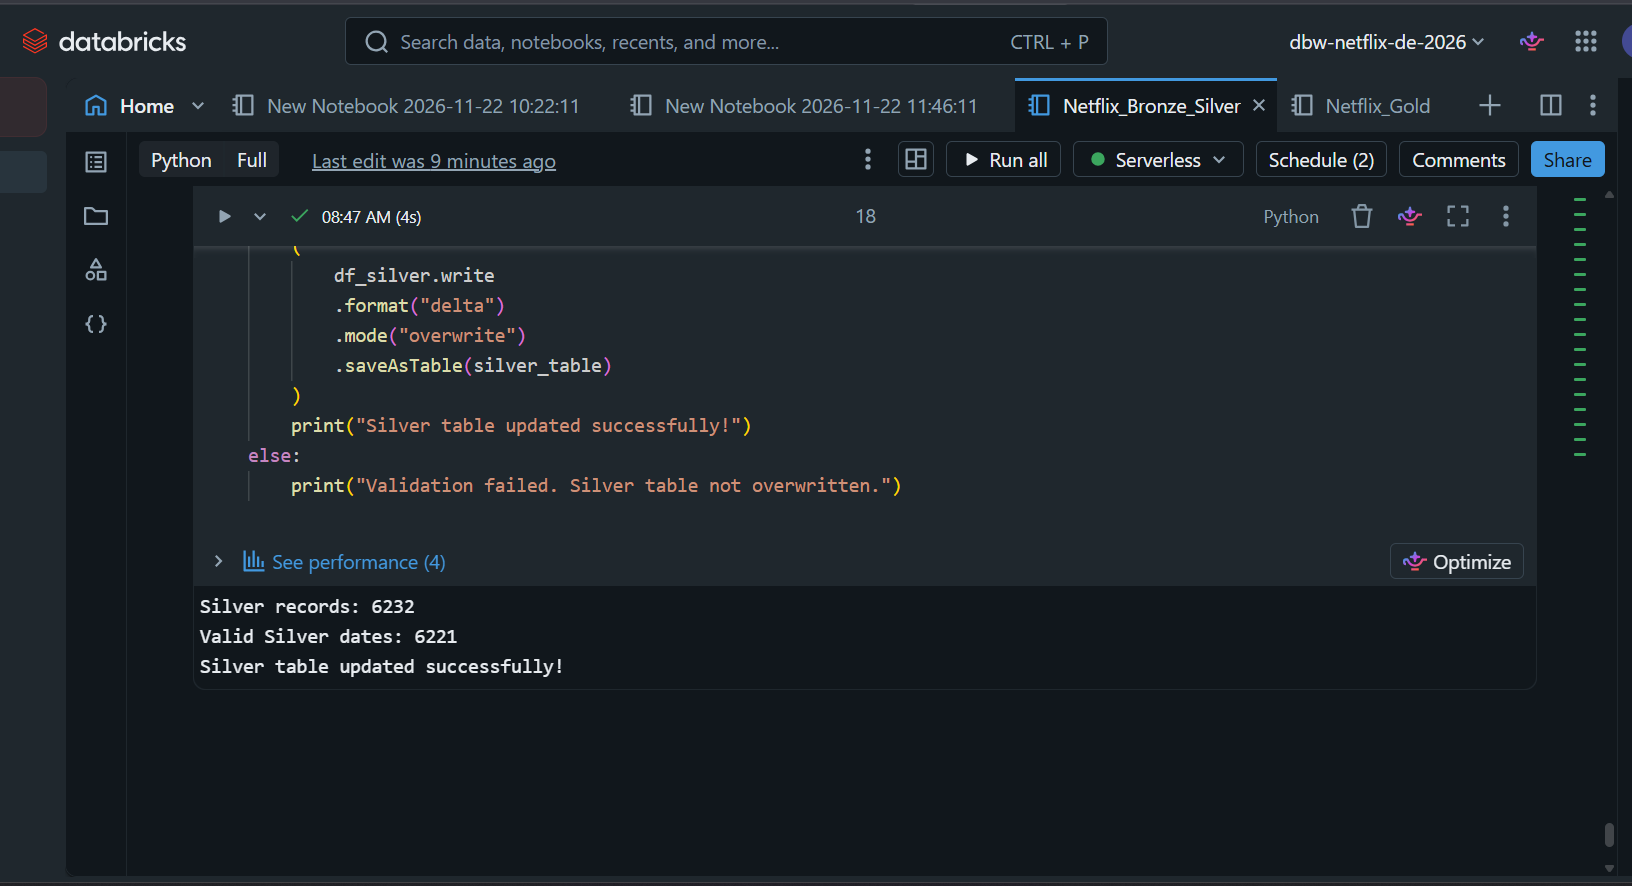 databricks
Search data, notebooks, recents, and more... CTRL + P
dbw-netflix-de-2026
Home New Notebook 2026-11-22 10:22:11 New Notebook 2026-11-22 11:46:11 Netflix_Bronze_Silver Netflix_Gold
Python Full Last edit was 9 minutes ago Run all Serverless Schedule (2) Comments Share
08:47 AM (4s) 18 Python
(
df_silver.write
.format("delta")
.mode("overwrite")
.saveAsTable(silver_table)
)
print("Silver table updated successfully!")
else:
print("Validation failed. Silver table not overwritten.")
See performance (4) Optimize
Silver records: 6232
Valid Silver dates: 6221
Silver table updated successfully!